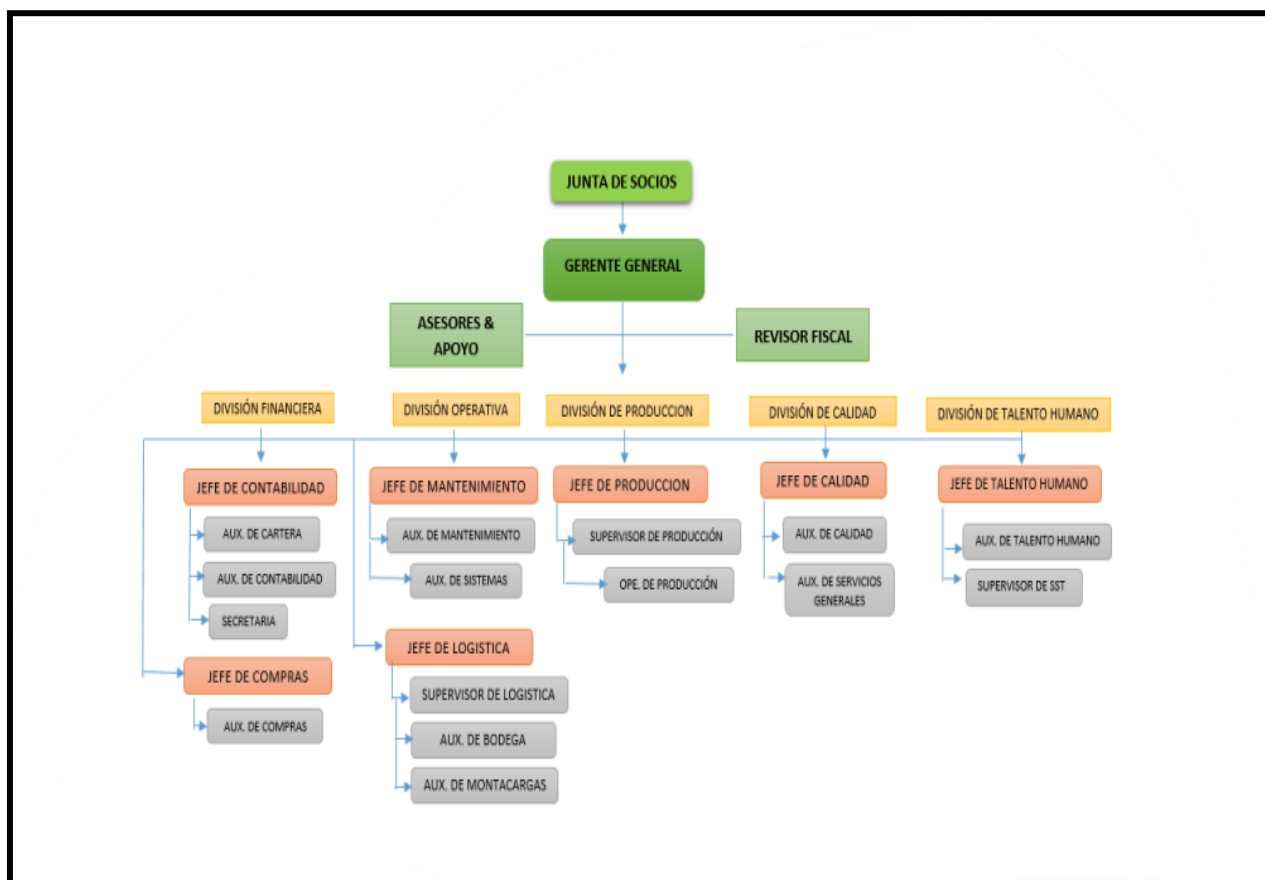 JUNTA DE SOCIOS
GERENTE GENERAL
ASESORES &
APOYO
REVISOR FISCAL
DIVISIÓN FINANCIERA
DIVISIÓN OPERATIVA
DIVISIÓN DE PRODUCCION
DIVISIÓN DE CALIDAD
DIVISIÓN DE TALENTO HUMANO
JEFE DE CONTABILIDAD
AUX. DE CARTERA
AUX. DE CONTABILIDAD
SECRETARIA
JEFE DE COMPRAS
AUX. DE COMPRAS
JEFE DE MANTENIMIENTO
AUX. DE MANTENIMIENTO
AUX. DE SISTEMAS
JEFE DE LOGISTICA
SUPERVISOR DE LOGISTICA
AUX. DE BODEGA
AUX. DE MONTACARGAS
JEFE DE PRODUCCION
SUPERVISOR DE PRODUCCIÓN
OPE. DE PRODUCCIÓN
JEFE DE CALIDAD
AUX. DE CALIDAD
AUX. DE SERVICIOS
GENERALES
JEFE DE TALENTO HUMANO
AUX. DE TALENTO HUMANO
SUPERVISOR DE SST